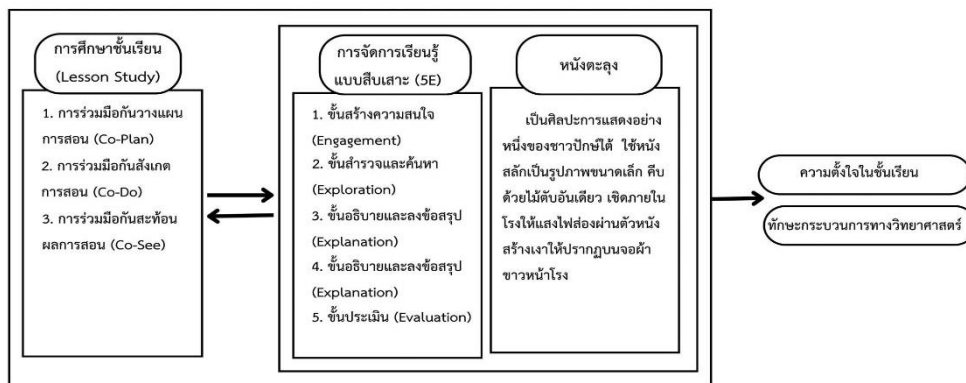 การศึกษาชั้นเรียน
(Lesson Study)
1. การร่วมมือกันวางแผน
การสอน (Co-Plan)
2. การร่วมมือกันสังเกต
การสอน (Co-Do)
3. การร่วมมือกันสะท้อน
ผลการสอน (Co-See)
การจัดการเรียนรู้
แบบสืบเสาะ (5E)
1. ขั้นสร้างความสนใจ
(Engagement)
2. ขั้นสำรวจและค้นหา
(Exploration)
3. ขั้นอธิบายและลงข้อสรุป
(Explanation)
4. ขั้นอธิบายและลงข้อสรุป
(Explanation)
5. ขั้นประเมิน (Evaluation)
หนังตะลุง
เป็นศิลปะการแสดงอย่าง
หนึ่งของชาวปักษ์ใต้ ใช้หนัง
สลักเป็นรูปภาพขนาดเล็ก คีบ
ด้วยไม้ตับอันเดียว เชิดภายใน
โรงให้แสงไฟส่องผ่านตัวหนัง
สร้างเงาให้ปรากฏบนจอผ้า
ขาวหน้าโรง
ความตั้งใจในชั้นเรียน
ทักษะกระบวนการทางวิทยาศาสตร์